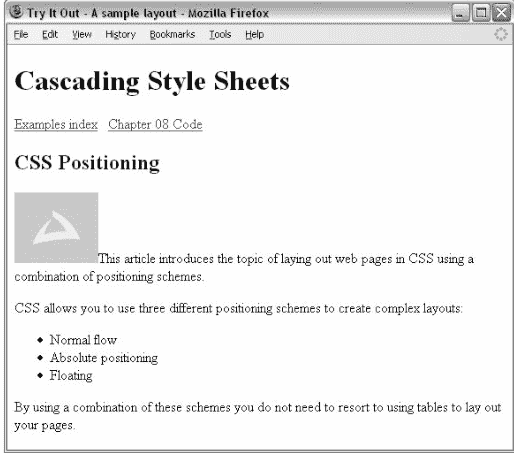 Try It Out - A sample layout - Mozilla Firefox
File Edit View History Bookmarks Tools Help
Cascading Style Sheets
Examples index Chapter 08 Code
CSS Positioning
This article introduces the topic of laying out web pages in CSS using a
combination of positioning schemes.
CSS allows you to use three different positioning schemes to create complex layouts:
• Normal flow
• Absolute positioning
• Floating
By using a combination of these schemes you do not need to resort to using tables to lay out
your pages.